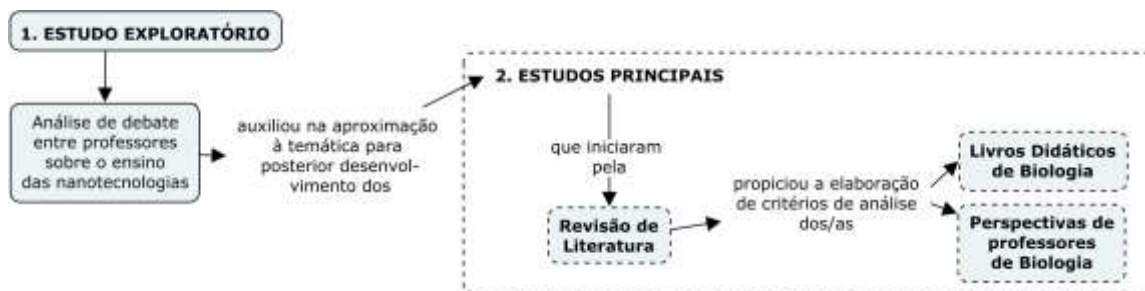 1. ESTUDO EXPLORATÓRIO
Análise de debate
entre professores
sobre o ensino
das nanotecnologias
auxiliou na aproximação
à temática para
posterior desenvol-
vimento dos
2. ESTUDOS PRINCIPAIS
que iniciaram
pela
Revisão de
Literatura
propiciou a elaboração
de critérios de análise
dos/as
Livros Didáticos
de Biologia
Perspectivas de
professores
de Biologia